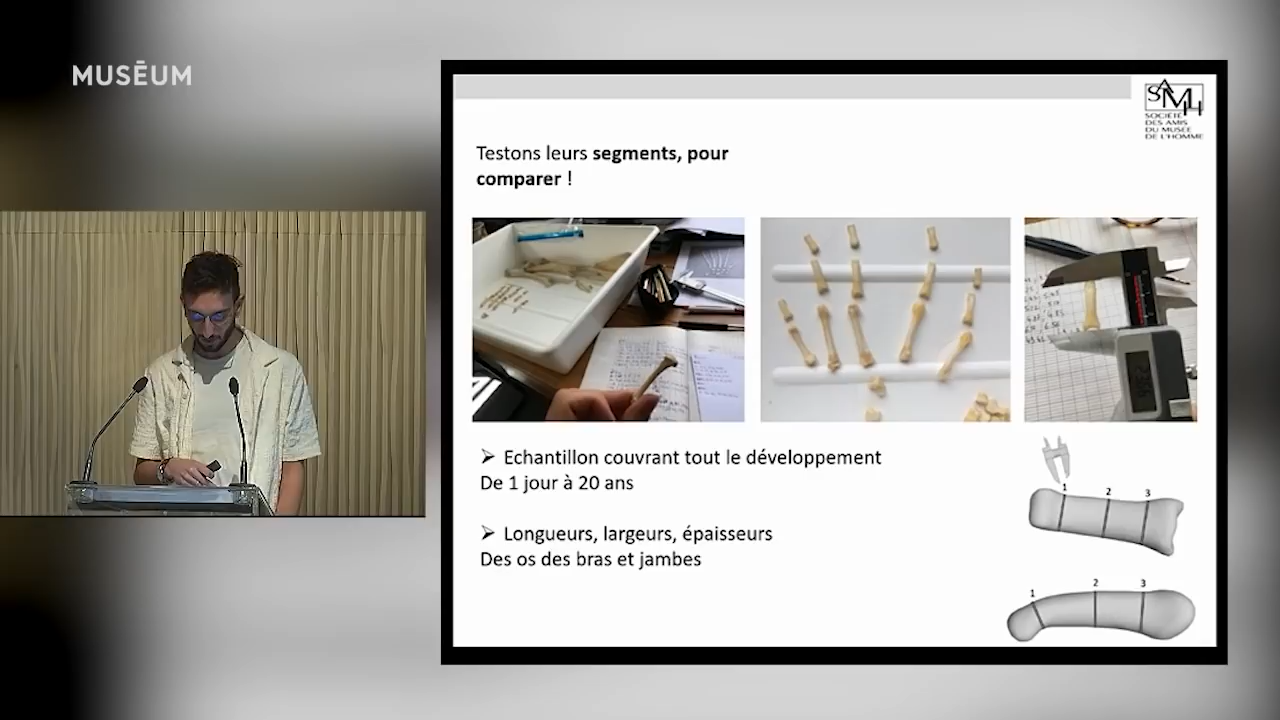 MUSĒUM
SAMH
SOCIÉTÉ
DES AMIS
DU MUSÉE
DE L'HOMME
Testons leurs segments, pour
comparer !
➢ Echantillon couvrant tout le développement
De 1 jour à 20 ans
➢ Longueurs, largeurs, épaisseurs
Des os des bras et jambes
1 2 3
1 2 3